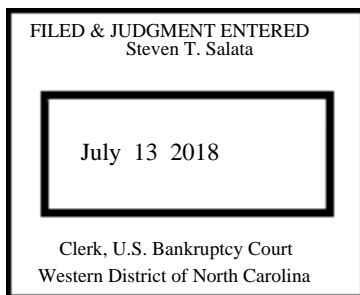 FILED & JUDGMENT ENTERED
Steven T. Salata
July 13 2018
Clerk, U.S. Bankruptcy Court
Western District of North Carolina